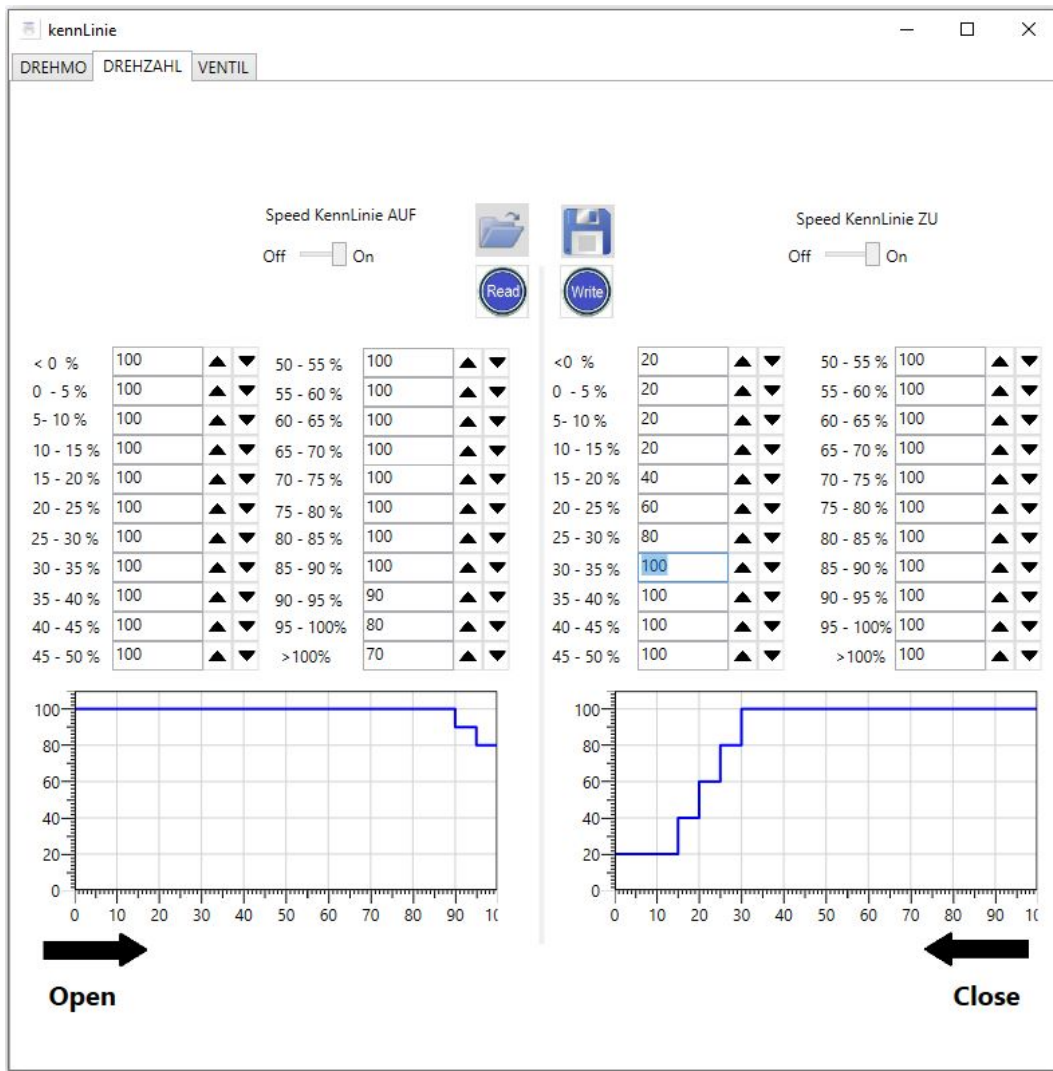 kennLinie
DREHMO DREHZAHL VENTIL
Speed KennLinie AUF
Off On
Speed KennLinie ZU
Off On
Read Write
< 0 % 100 50 - 55 % 100
0 - 5 % 100 55 - 60 % 100
5- 10 % 100 60 - 65 % 100
10 - 15 % 100 65 - 70 % 100
15 - 20 % 100 70 - 75 % 100
20 - 25 % 100 75 - 80 % 100
25 - 30 % 100 80 - 85 % 100
30 - 35 % 100 85 - 90 % 100
35 - 40 % 100 90 - 95 % 90
40 - 45 % 100 95 - 100% 80
45 - 50 % 100 >100% 70
<0 % 20 50 - 55 % 100
0 - 5 % 20 55 - 60 % 100
5- 10 % 20 60 - 65 % 100
10 - 15 % 20 65 - 70 % 100
15 - 20 % 40 70 - 75 % 100
20 - 25 % 60 75 - 80 % 100
25 - 30 % 80 80 - 85 % 100
30 - 35 % 100 85 - 90 % 100
35 - 40 % 100 90 - 95 % 100
40 - 45 % 100 95 - 100% 100
45 - 50 % 100 >100% 100
100
80
60
40
20
0
0 10 20 30 40 50 60 70 80 90
Open
100
80
60
40
20
0
0 10 20 30 40 50 60 70 80 90
Close